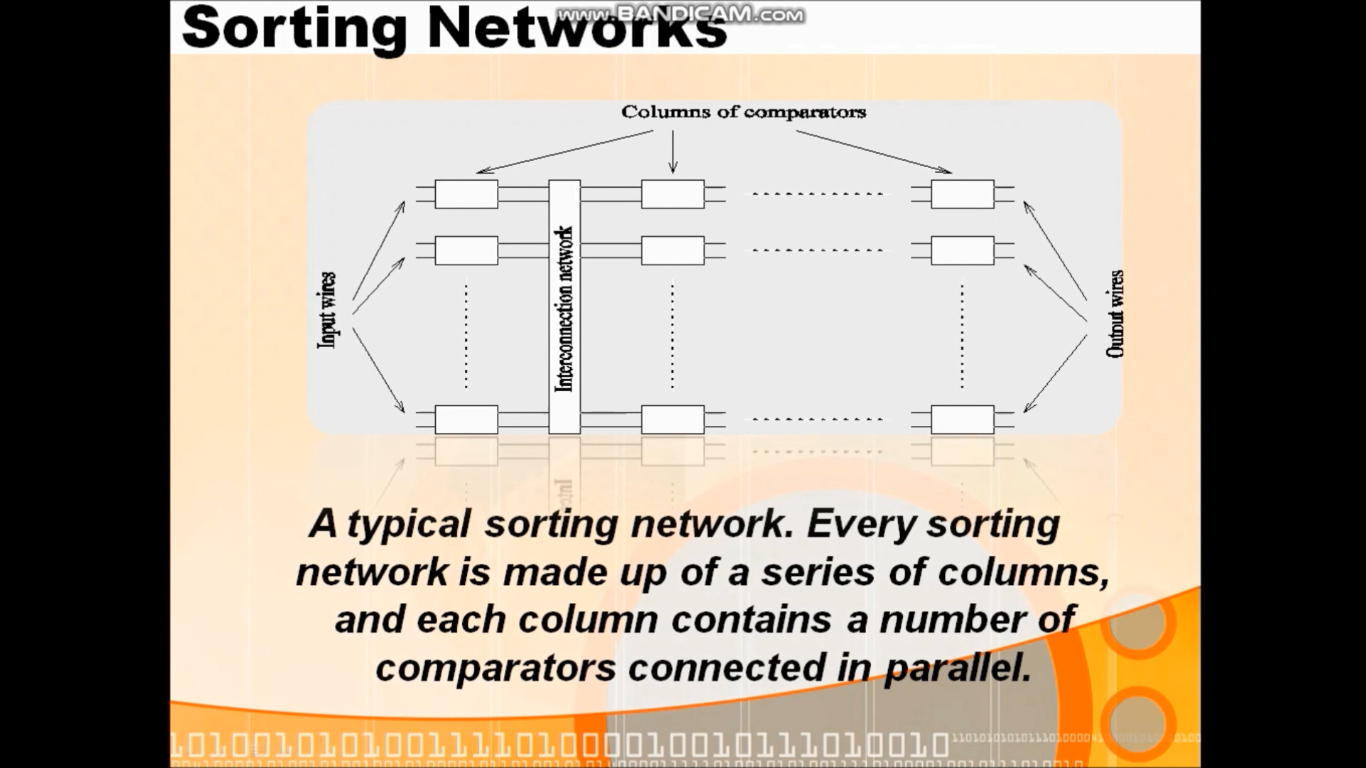 www.BANDICAM.com
Sorting Networks
Columns of comparators
Input wires
Interconnection network
Output wires
A typical sorting network. Every sorting
network is made up of a series of columns,
and each column contains a number of
comparators connected in parallel.